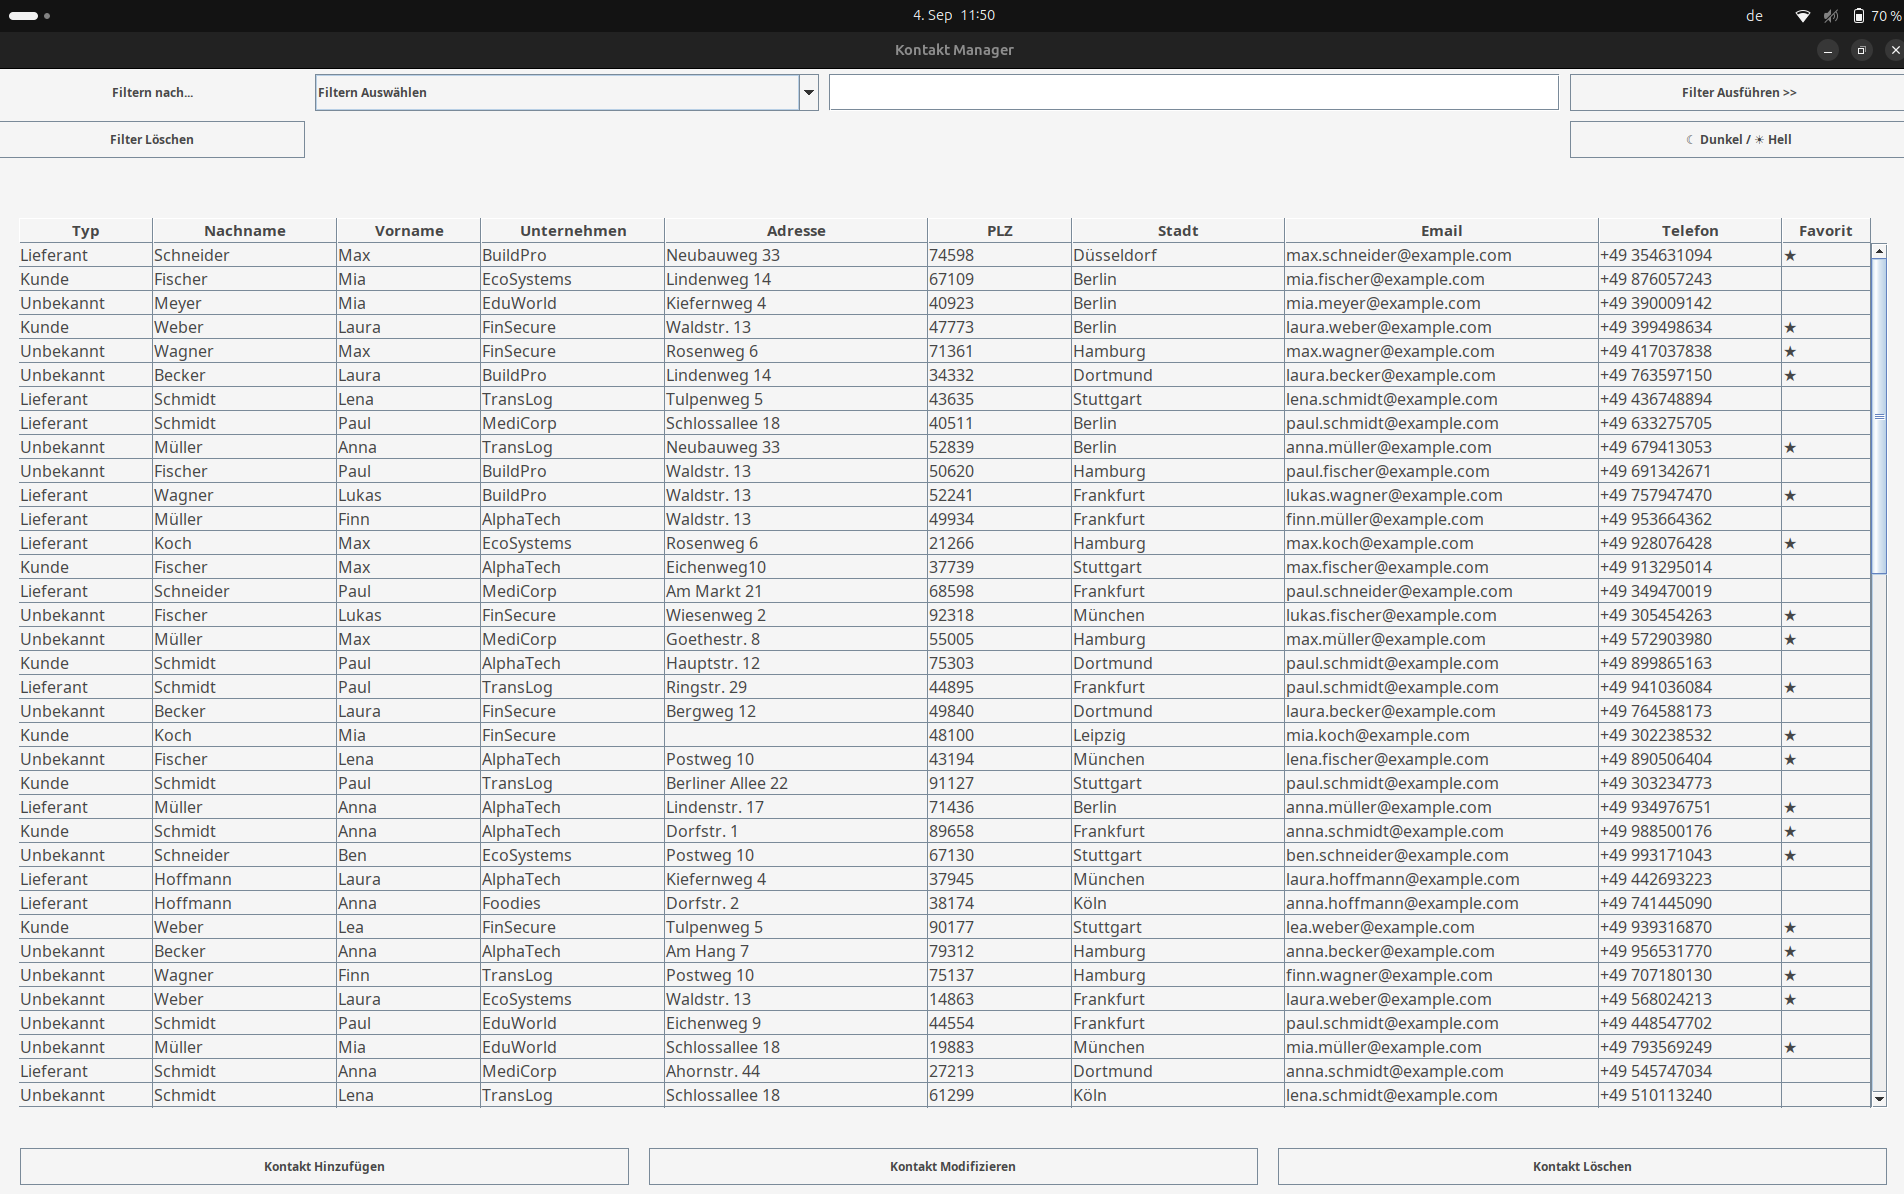 4. Sep 11:50 de 70 %
Kontakt Manager
Filtern nach... Filtern Auswählen Filter Ausführen >>
Filter Löschen ☾ Dunkel / ☀ Hell
Typ Nachname Vorname Unternehmen Adresse PLZ Stadt Email Telefon Favorit
Lieferant Schneider Max BuildPro Neubauweg 33 74598 Düsseldorf max.schneider@example.com +49 354631094 ★
Kunde Fischer Mia EcoSystems Lindenweg 14 67109 Berlin mia.fischer@example.com +49 876057243
Unbekannt Meyer Mia EduWorld Kiefernweg 4 40923 Berlin mia.meyer@example.com +49 390009142
Kunde Weber Laura FinSecure Waldstr. 13 47773 Berlin laura.weber@example.com +49 399498634 ★
Unbekannt Wagner Max FinSecure Rosenweg 6 71361 Hamburg max.wagner@example.com +49 417037838 ★
Unbekannt Becker Laura BuildPro Lindenweg 14 34332 Dortmund laura.becker@example.com +49 763597150 ★
Lieferant Schmidt Lena TransLog Tulpenweg 5 43635 Stuttgart lena.schmidt@example.com +49 436748894
Lieferant Schmidt Paul MediCorp Schlossallee 18 40511 Berlin paul.schmidt@example.com +49 633275705
Unbekannt Müller Anna TransLog Neubauweg 33 52839 Berlin anna.müller@example.com +49 679413053 ★
Unbekannt Fischer Paul BuildPro Waldstr. 13 50620 Hamburg paul.fischer@example.com +49 691342671
Lieferant Wagner Lukas BuildPro Waldstr. 13 52241 Frankfurt lukas.wagner@example.com +49 757947470 ★
Lieferant Müller Finn AlphaTech Waldstr. 13 49934 Frankfurt finn.müller@example.com +49 953664362
Lieferant Koch Max EcoSystems Rosenweg 6 21266 Hamburg max.koch@example.com +49 928076428 ★
Kunde Fischer Max AlphaTech Eichenweg10 37739 Stuttgart max.fischer@example.com +49 913295014
Lieferant Schneider Paul MediCorp Am Markt 21 68598 Frankfurt paul.schneider@example.com +49 349470019
Unbekannt Fischer Lukas FinSecure Wiesenweg 2 92318 München lukas.fischer@example.com +49 305454263 ★
Unbekannt Müller Max MediCorp Goethestr. 8 55005 Hamburg max.müller@example.com +49 572903980 ★
Kunde Schmidt Paul AlphaTech Hauptstr. 12 75303 Dortmund paul.schmidt@example.com +49 899865163
Lieferant Schmidt Paul TransLog Ringstr. 29 44895 Frankfurt paul.schmidt@example.com +49 941036084 ★
Unbekannt Becker Laura FinSecure Bergweg 12 49840 Dortmund laura.becker@example.com +49 764588173
Kunde Koch Mia FinSecure 48100 Leipzig mia.koch@example.com +49 302238532 ★
Unbekannt Fischer Lena AlphaTech Postweg 10 43194 München lena.fischer@example.com +49 890506404 ★
Kunde Schmidt Paul TransLog Berliner Allee 22 91127 Stuttgart paul.schmidt@example.com +49 303234773
Lieferant Müller Anna AlphaTech Lindenstr. 17 71436 Berlin anna.müller@example.com +49 934976751 ★
Kunde Schmidt Anna AlphaTech Dorfstr. 1 89658 Frankfurt anna.schmidt@example.com +49 988500176 ★
Unbekannt Schneider Ben EcoSystems Postweg 10 67130 Stuttgart ben.schneider@example.com +49 993171043 ★
Lieferant Hoffmann Laura AlphaTech Kiefernweg 4 37945 München laura.hoffmann@example.com +49 442693223
Lieferant Hoffmann Anna Foodies Dorfstr. 2 38174 Köln anna.hoffmann@example.com +49 741445090
Kunde Weber Lea FinSecure Tulpenweg 5 90177 Stuttgart lea.weber@example.com +49 939316870 ★
Unbekannt Becker Anna AlphaTech Am Hang 7 79312 Hamburg anna.becker@example.com +49 956531770 ★
Unbekannt Wagner Finn TransLog Postweg 10 75137 Hamburg finn.wagner@example.com +49 707180130 ★
Unbekannt Weber Laura EcoSystems Waldstr. 13 14863 Frankfurt laura.weber@example.com +49 568024213 ★
Unbekannt Schmidt Paul EduWorld Eichenweg 9 44554 Frankfurt paul.schmidt@example.com +49 448547702
Unbekannt Müller Mia EduWorld Schlossallee 18 19883 München mia.müller@example.com +49 793569249 ★
Lieferant Schmidt Anna MediCorp Ahornstr. 44 27213 Dortmund anna.schmidt@example.com +49 545747034
Unbekannt Schmidt Lena TransLog Schlossallee 18 61299 Köln lena.schmidt@example.com +49 510113240
Kontakt Hinzufügen Kontakt Modifizieren Kontakt Löschen